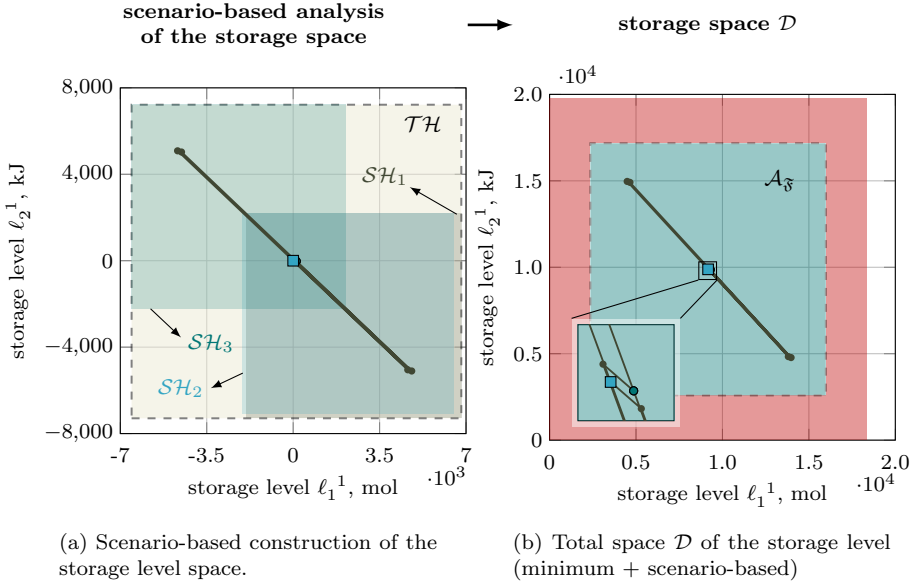 scenario-based analysis
of the storage space
storage space 𝒟
8,000
4,000
0
−4,000
−8,000
-7
-3.5
0
3.5
7
·10³
storage level ℓ₁¹, mol
storage level ℓ₂¹, kJ
𝒯ℋ
𝒮ℋ₁
𝒮ℋ₃
𝒮ℋ₂
·10⁴
2.0
1.5
1.0
0.5
0
0
0.5
1.0
1.5
2.0
·10⁴
storage level ℓ₁¹, mol
storage level ℓ₂¹, kJ
𝒜_𝔉
(a) Scenario-based construction of the
storage level space.
(b) Total space 𝒟 of the storage level
(minimum + scenario-based)